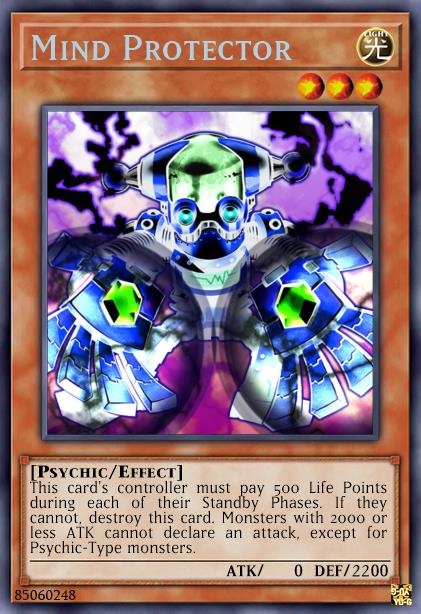 MIND PROTECTOR
LIGHT
光
[PSYCHIC/EFFECT]
This card's controller must pay 500 Life Points
during each of their Standby Phases. If they
cannot, destroy this card. Monsters with 2000 or
less ATK cannot declare an attack, except for
Psychic-Type monsters.
ATK/ 0 DEF/2200
85060248